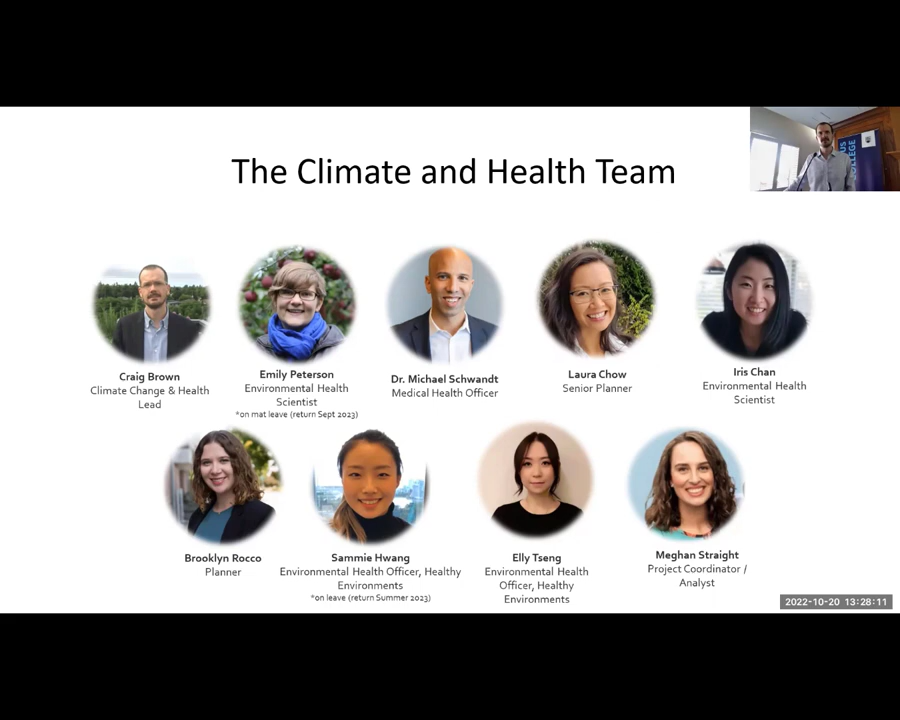 The Climate and Health Team
Craig Brown
Climate Change & Health
Lead
Emily Peterson
Environmental Health
Scientist
*on mat leave (return Sept 2023)
Dr. Michael Schwandt
Medical Health Officer
Laura Chow
Senior Planner
Iris Chan
Environmental Health
Scientist
Brooklyn Rocco
Planner
Sammie Hwang
Environmental Health Officer, Healthy
Environments
*on leave (return Summer 2023)
Elly Tseng
Environmental Health
Officer, Healthy
Environments
Meghan Straight
Project Coordinator /
Analyst
2022-10-20 13:28:11